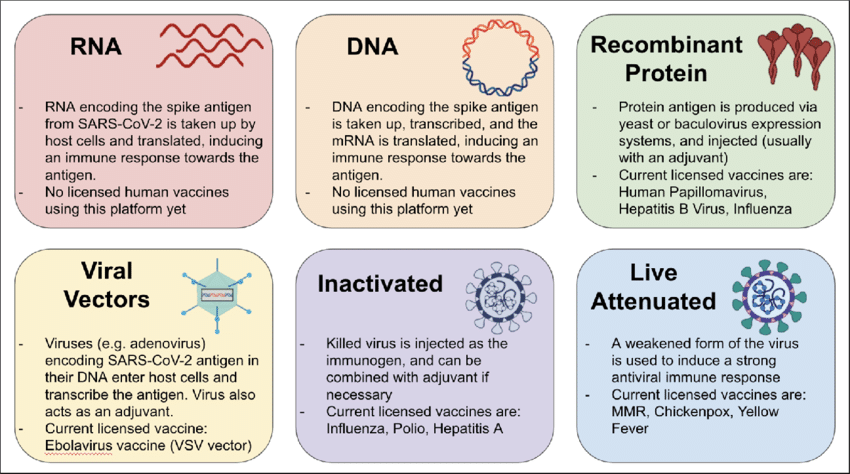 RNA
- RNA encoding the spike antigen
from SARS-CoV-2 is taken up by
host cells and translated, inducing
an immune response towards the
antigen.
- No licensed human vaccines
using this platform yet
DNA
- DNA encoding the spike antigen
is taken up, transcribed, and the
mRNA is translated, inducing an
immune response towards the
antigen.
- No licensed human vaccines
using this platform yet
Recombinant
Protein
- Protein antigen is produced via
yeast or baculovirus expression
systems, and injected (usually
with an adjuvant)
- Current licensed vaccines are:
Human Papillomavirus,
Hepatitis B Virus, Influenza
Viral
Vectors
- Viruses (e.g. adenovirus)
encoding SARS-CoV-2 antigen in
their DNA enter host cells and
transcribe the antigen. Virus also
acts as an adjuvant.
- Current licensed vaccine:
Ebolavirus vaccine (VSV vector)
Inactivated
- Killed virus is injected as the
immunogen, and can be
combined with adjuvant if
necessary
- Current licensed vaccines are:
Influenza, Polio, Hepatitis A
Live
Attenuated
- A weakened form of the virus
is used to induce a strong
antiviral immune response
- Current licensed vaccines are:
MMR, Chickenpox, Yellow
Fever